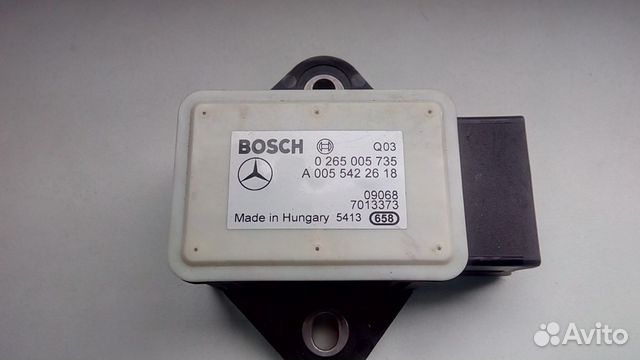 BOSCH Q03
0 265 005 735
A 005 542 26 18
09068
7013373
Made in Hungary 5413 658
Avito